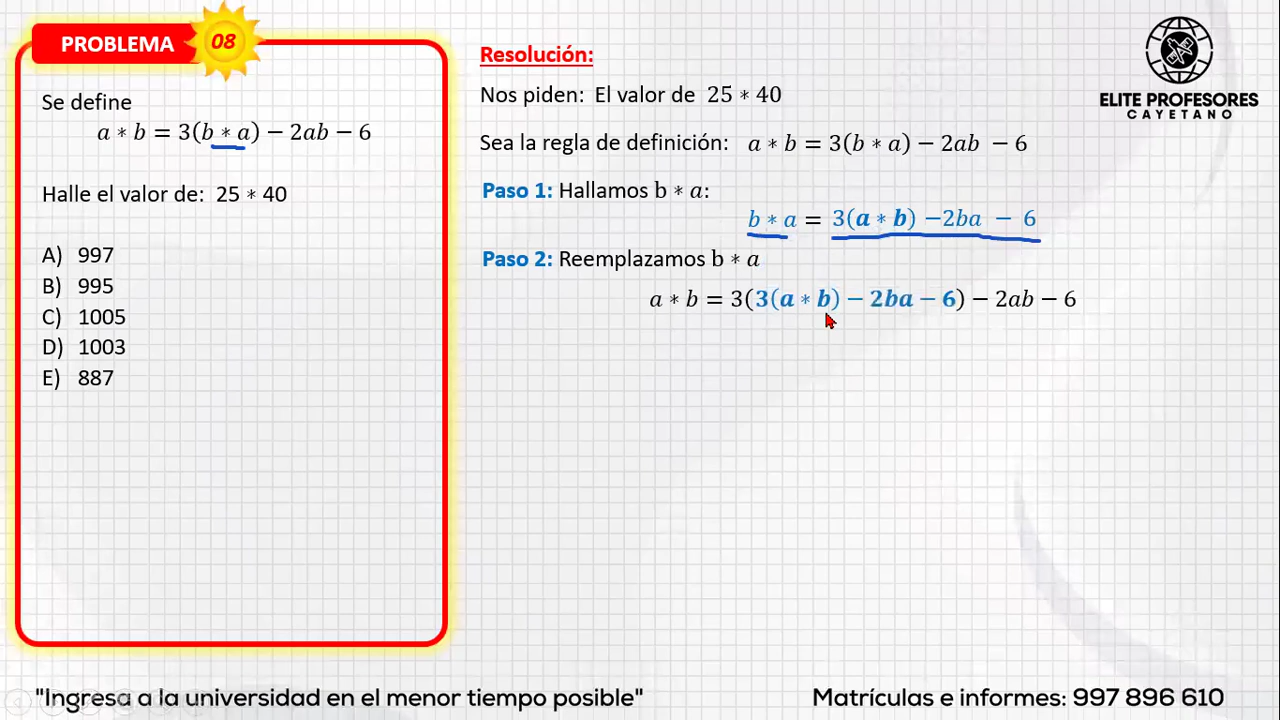 PROBLEMA 08
Se define
a ∗ b = 3(b ∗ a) − 2ab − 6
Halle el valor de: 25 ∗ 40
A) 997
B) 995
C) 1005
D) 1003
E) 887
Resolución:
Nos piden: El valor de 25 ∗ 40
Sea la regla de definición: a ∗ b = 3(b ∗ a) − 2ab − 6
Paso 1: Hallamos b ∗ a:
b ∗ a = 3(a ∗ b) −2ba − 6
Paso 2: Reemplazamos b ∗ a
a ∗ b = 3(3(a ∗ b) − 2ba − 6) − 2ab − 6
ELITE PROFESORES
CAYETANO
"Ingresa a la universidad en el menor tiempo posible"
Matrículas e informes: 997 896 610